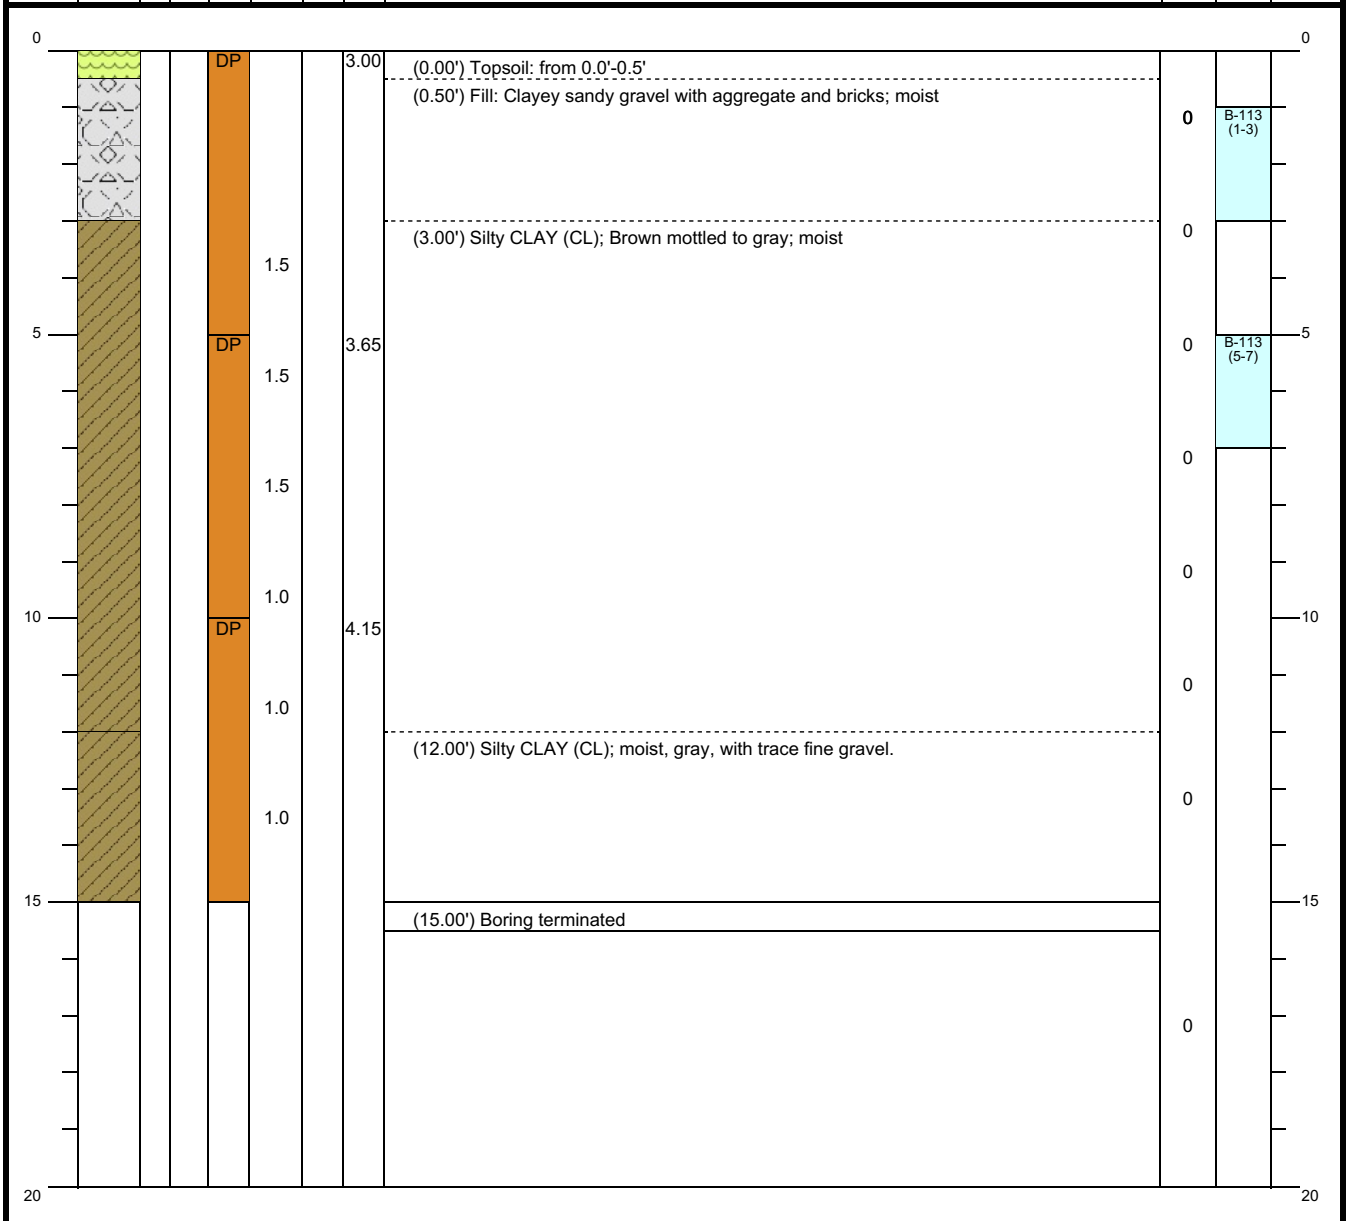 0 0
DP 3.00 (0.00') Topsoil: from 0.0'-0.5'
(0.50') Fill: Clayey sandy gravel with aggregate and bricks; moist
0 B-113
(1-3)
0
(3.00') Silty CLAY (CL); Brown mottled to gray; moist
1.5
5 5
DP 3.65 0 B-113
(5-7)
1.5
0
1.5
0
1.0
10 10
DP 4.15
0
1.0
(12.00') Silty CLAY (CL); moist, gray, with trace fine gravel.
0
1.0
15 15
(15.00') Boring terminated
0
20 20